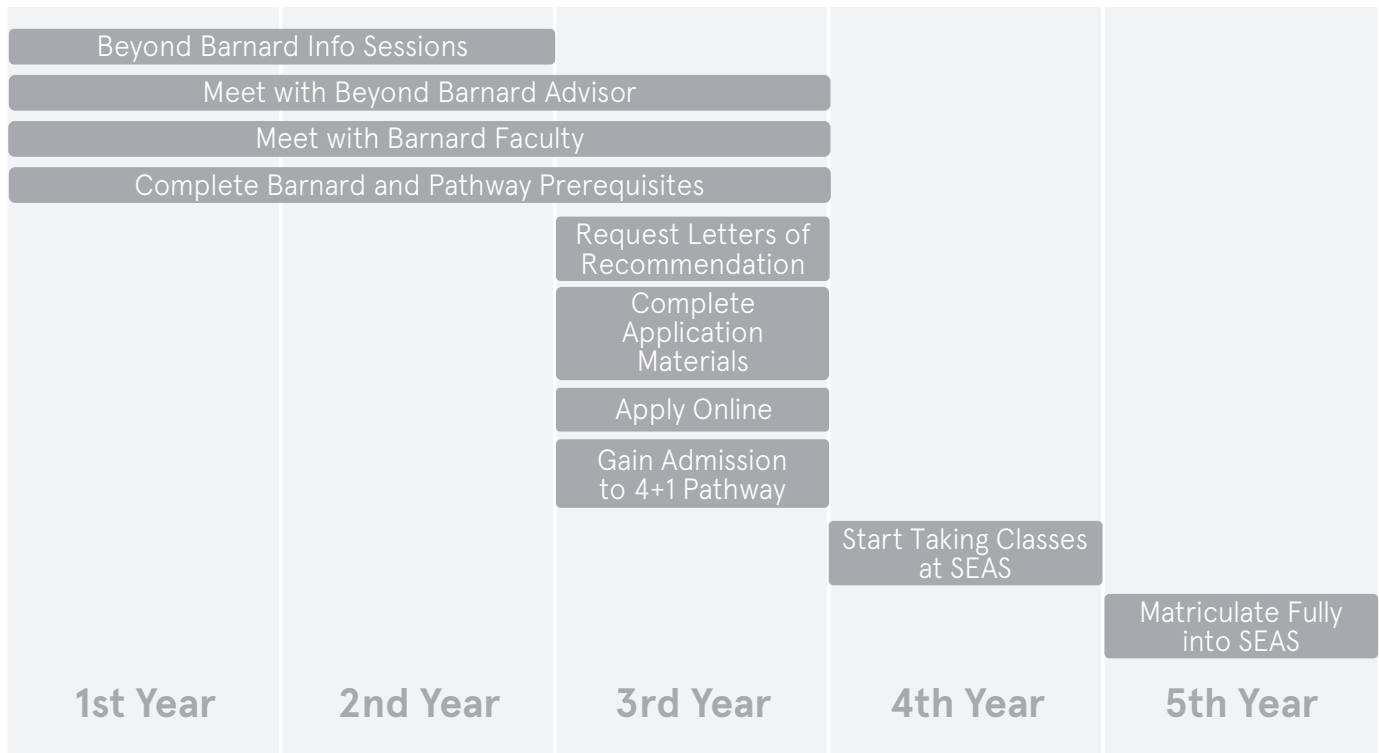 Beyond Barnard Info Sessions
Meet with Beyond Barnard Advisor
Meet with Barnard Faculty
Complete Barnard and Pathway Prerequisites
Request Letters of
Recommendation
Complete
Application
Materials
Apply Online
Gain Admission
to 4+1 Pathway
Start Taking Classes
at SEAS
Matriculate Fully
into SEAS
1st Year
2nd Year
3rd Year
4th Year
5th Year